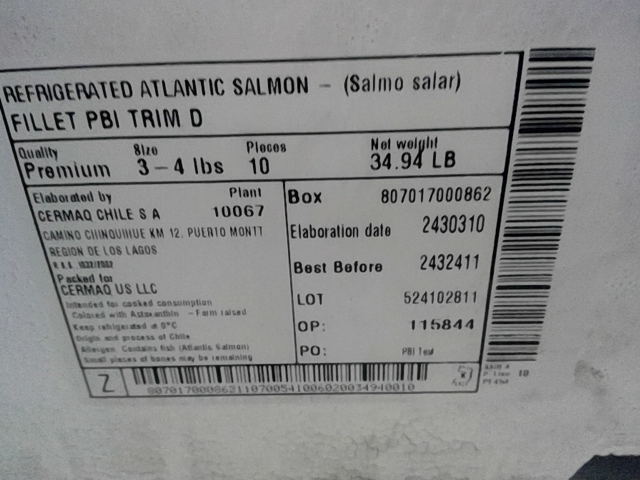 REFRIGERATED ATLANTIC SALMON - (Salmo salar)
FILLET PBI TRIM D
Quality Size Pieces Net weight
Premium 3-4 lbs 10 34.94 LB
Elaborated by Plant
CERMAQ CHILE S A 10067
CAMINO CHINQUIHUE KM 12, PUERTO MONTT
REGION DE LOS LAGOS
Packed for
CERMAQ US LLC
Intended for cooked consumption
Colored with Astaxanthin - Farm raised
Keep refrigerated at 0°C
Origin and process of Chile
Allergen: Contains fish (Atlantic Salmon)
Small pieces of bones may be remaining
Box 807017000862
Elaboration date 2430310
Best Before 2432411
LOT 524102811
OP: 115844
PO:
Z